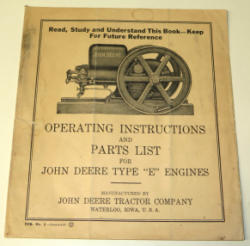 Read, Study and Understand This Book—Keep
For Future Reference
OPERATING INSTRUCTIONS
AND
PARTS LIST
FOR
JOHN DEERE TYPE "E" ENGINES
MANUFACTURED BY
JOHN DEERE TRACTOR COMPANY
WATERLOO, IOWA, U. S. A.